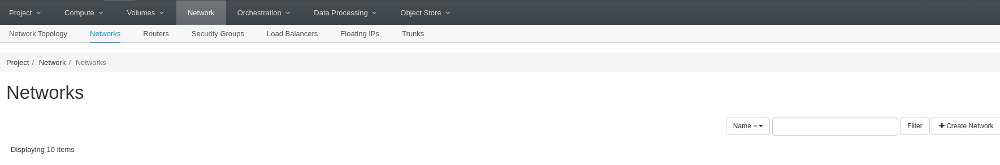 Project Compute Volumes Network Orchestration Data Processing Object Store
Network Topology Networks Routers Security Groups Load Balancers Floating IPs Trunks
Project / Network / Networks
Networks
Name = Filter Create Network
Displaying 10 items